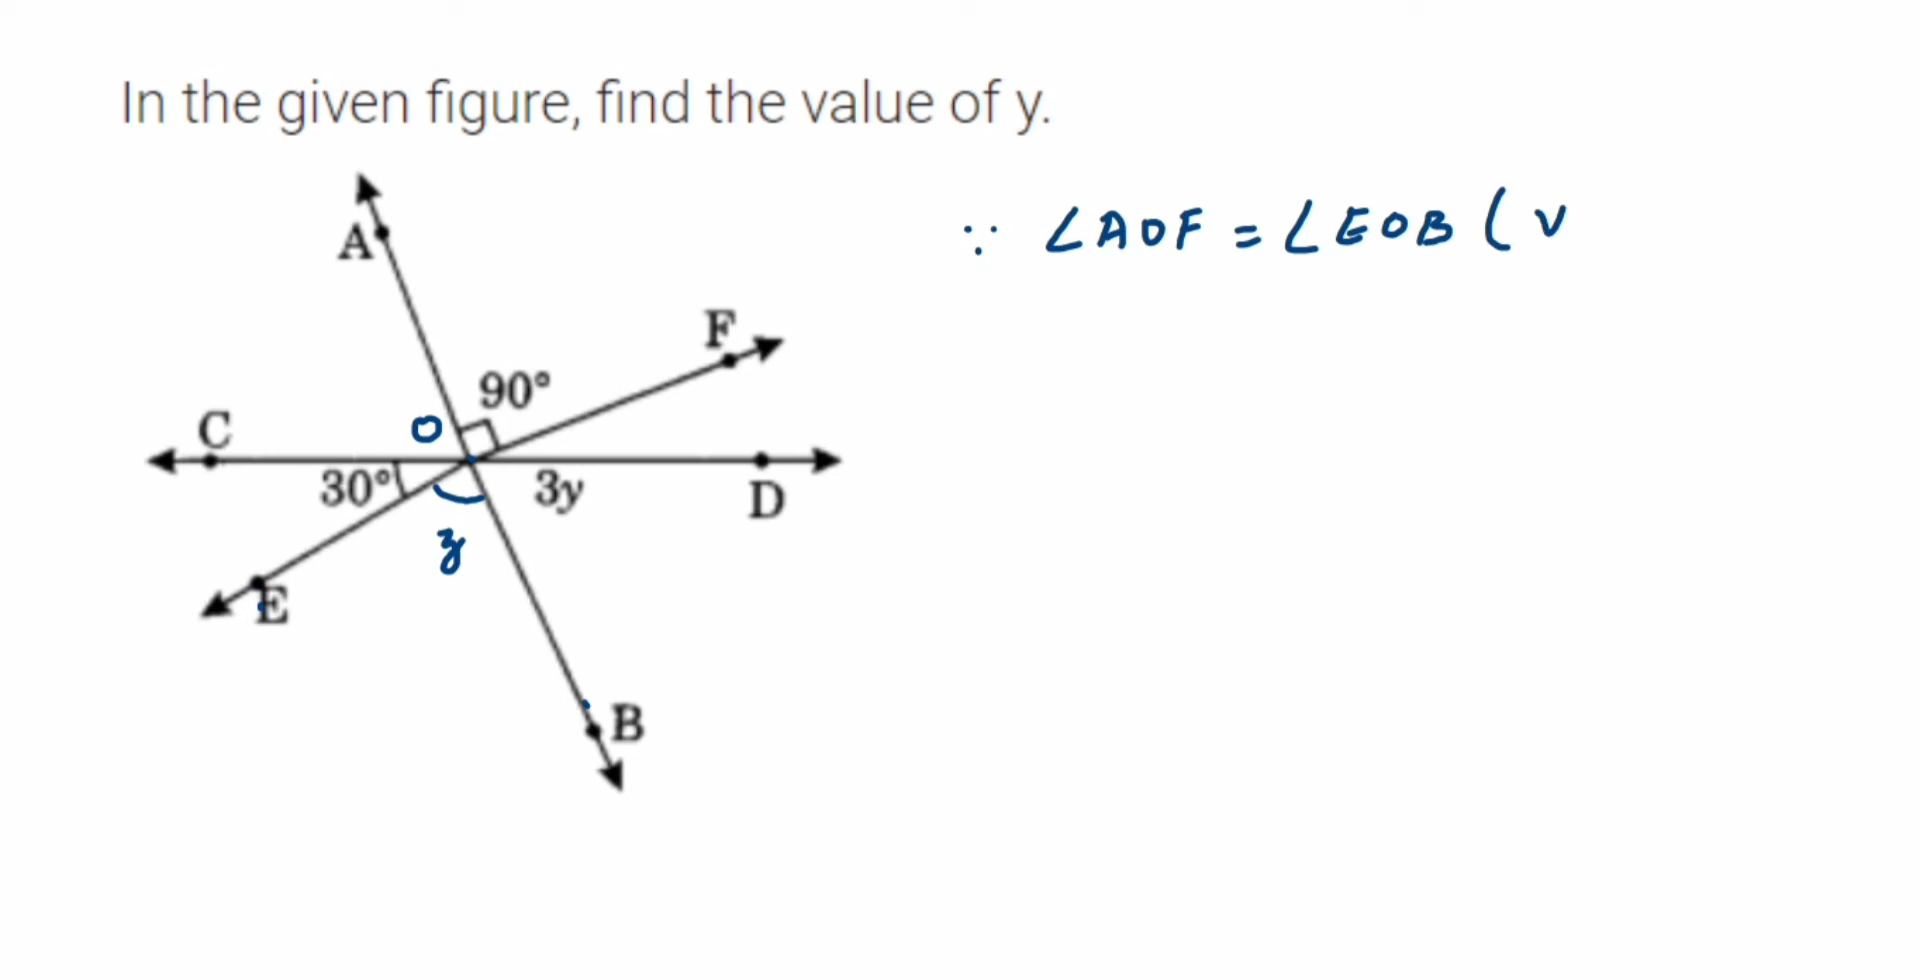 In the given figure, find the value of y.
∵ ∠AOF = ∠EOB ( v
A
F
90°
C
O
30°
3y
D
z
E
B